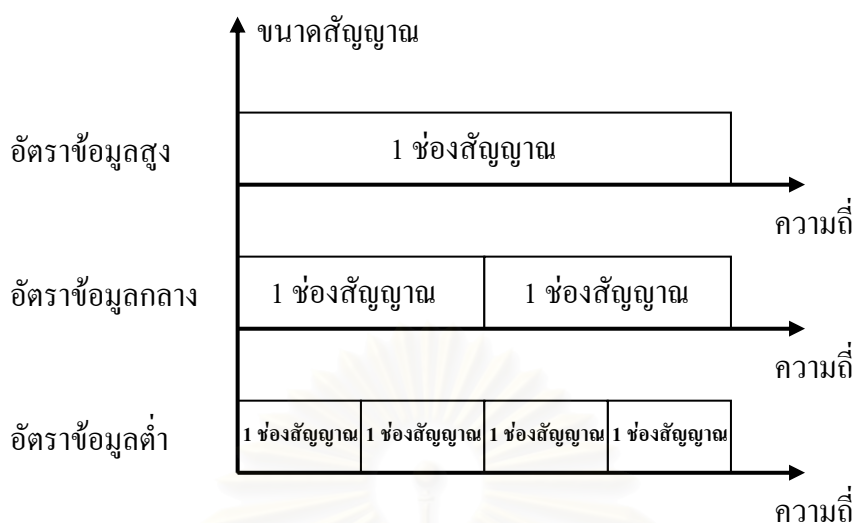 ขนาดสัญญาณ
อัตราข้อมูลสูง
1 ช่องสัญญาณ
ความถี่
อัตราข้อมูลกลาง
1 ช่องสัญญาณ
1 ช่องสัญญาณ
ความถี่
อัตราข้อมูลต่ำ
1 ช่องสัญญาณ
1 ช่องสัญญาณ
1 ช่องสัญญาณ
1 ช่องสัญญาณ
ความถี่